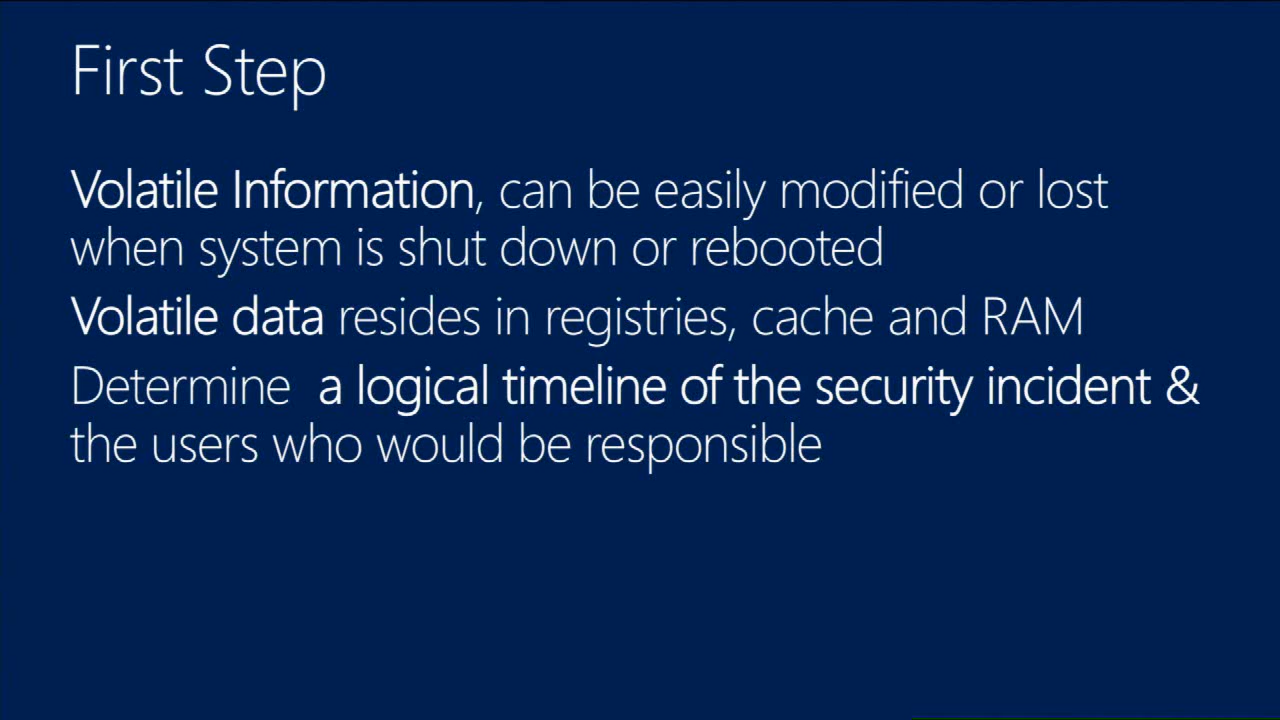 First Step
Volatile Information, can be easily modified or lost
when system is shut down or rebooted
Volatile data resides in registries, cache and RAM
Determine  a logical timeline of the security incident &
the users who would be responsible